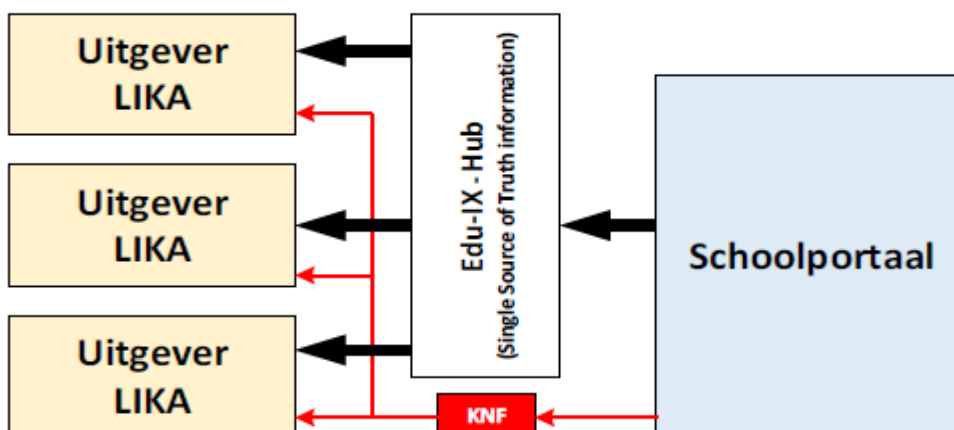 Uitgever
LIKA
Uitgever
LIKA
Uitgever
LIKA
Edu-IX - Hub
(Single Source of Truth information)
KNF
Schoolportaal